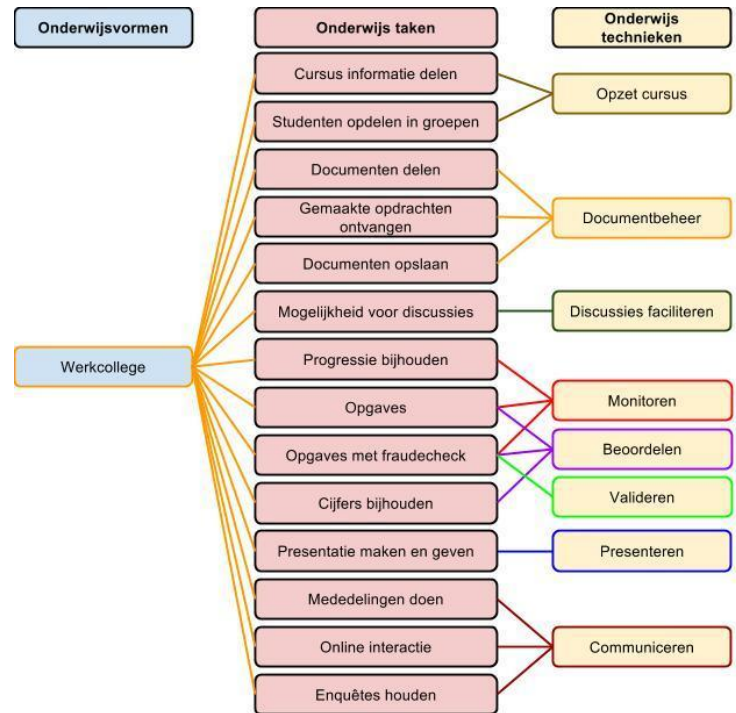 Onderwijsvormen
Onderwijs taken
Onderwijs
technieken
Cursus informatie delen
Opzet cursus
Studenten opdelen in groepen
Documenten delen
Gemaakte opdrachten
ontvangen
Documentbeheer
Documenten opslaan
Mogelijkheid voor discussies
Discussies faciliteren
Werkcollege
Progressie bijhouden
Opgaves
Monitoren
Opgaves met fraudecheck
Beoordelen
Cijfers bijhouden
Valideren
Presentatie maken en geven
Presenteren
Mededelingen doen
Online interactie
Communiceren
Enquêtes houden